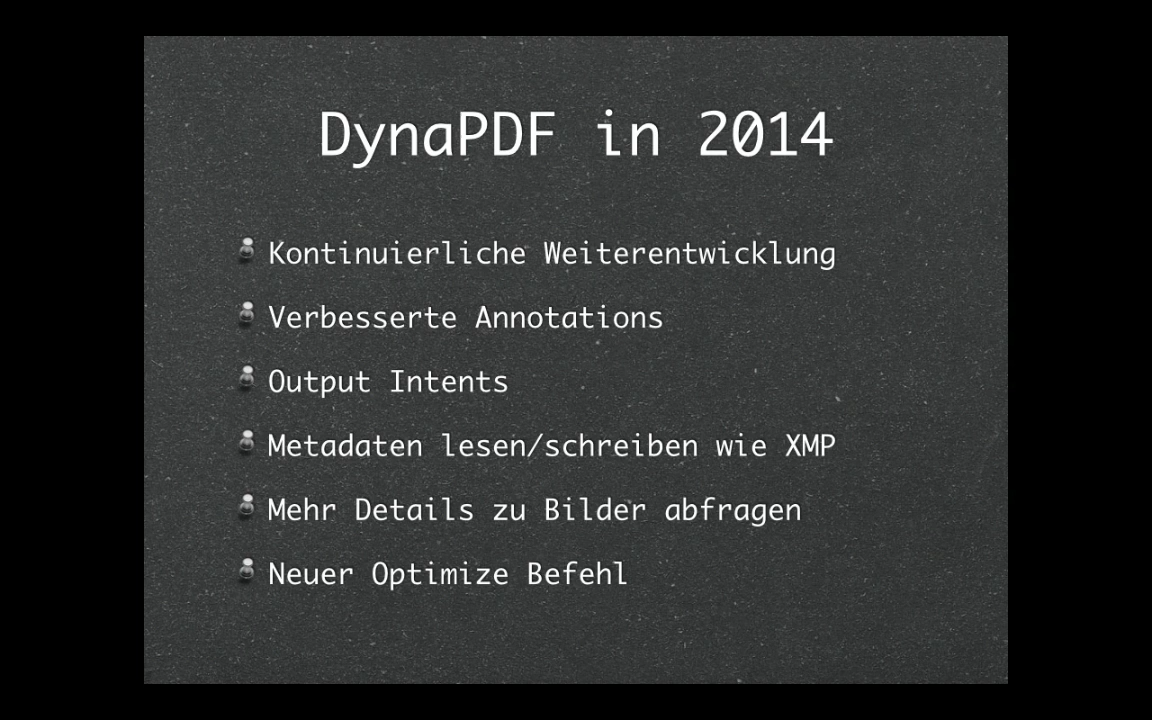 DynaPDF in 2014
Kontinuierliche Weiterentwicklung
Verbesserte Annotations
Output Intents
Metadaten lesen/schreiben wie XMP
Mehr Details zu Bilder abfragen
Neuer Optimize Befehl